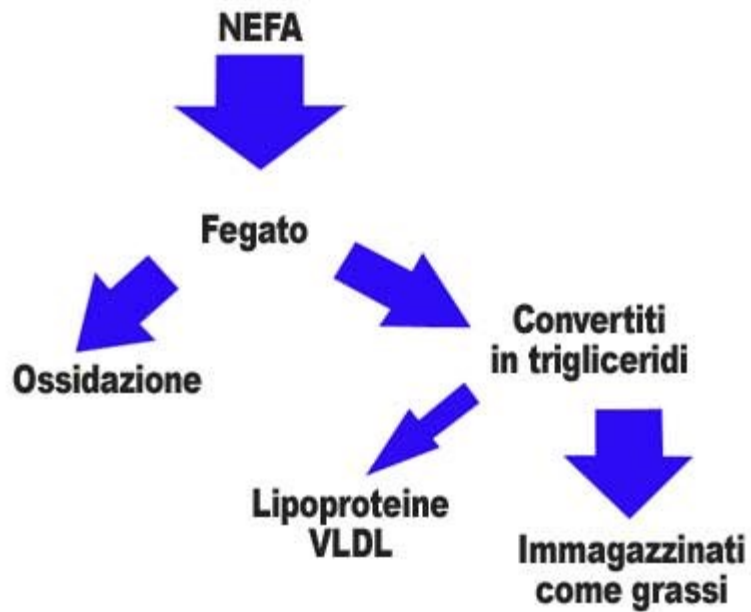 NEFA
Fegato
Ossidazione
Convertiti
in trigliceridi
Lipoproteine
VLDL
Immagazzinati
come grassi